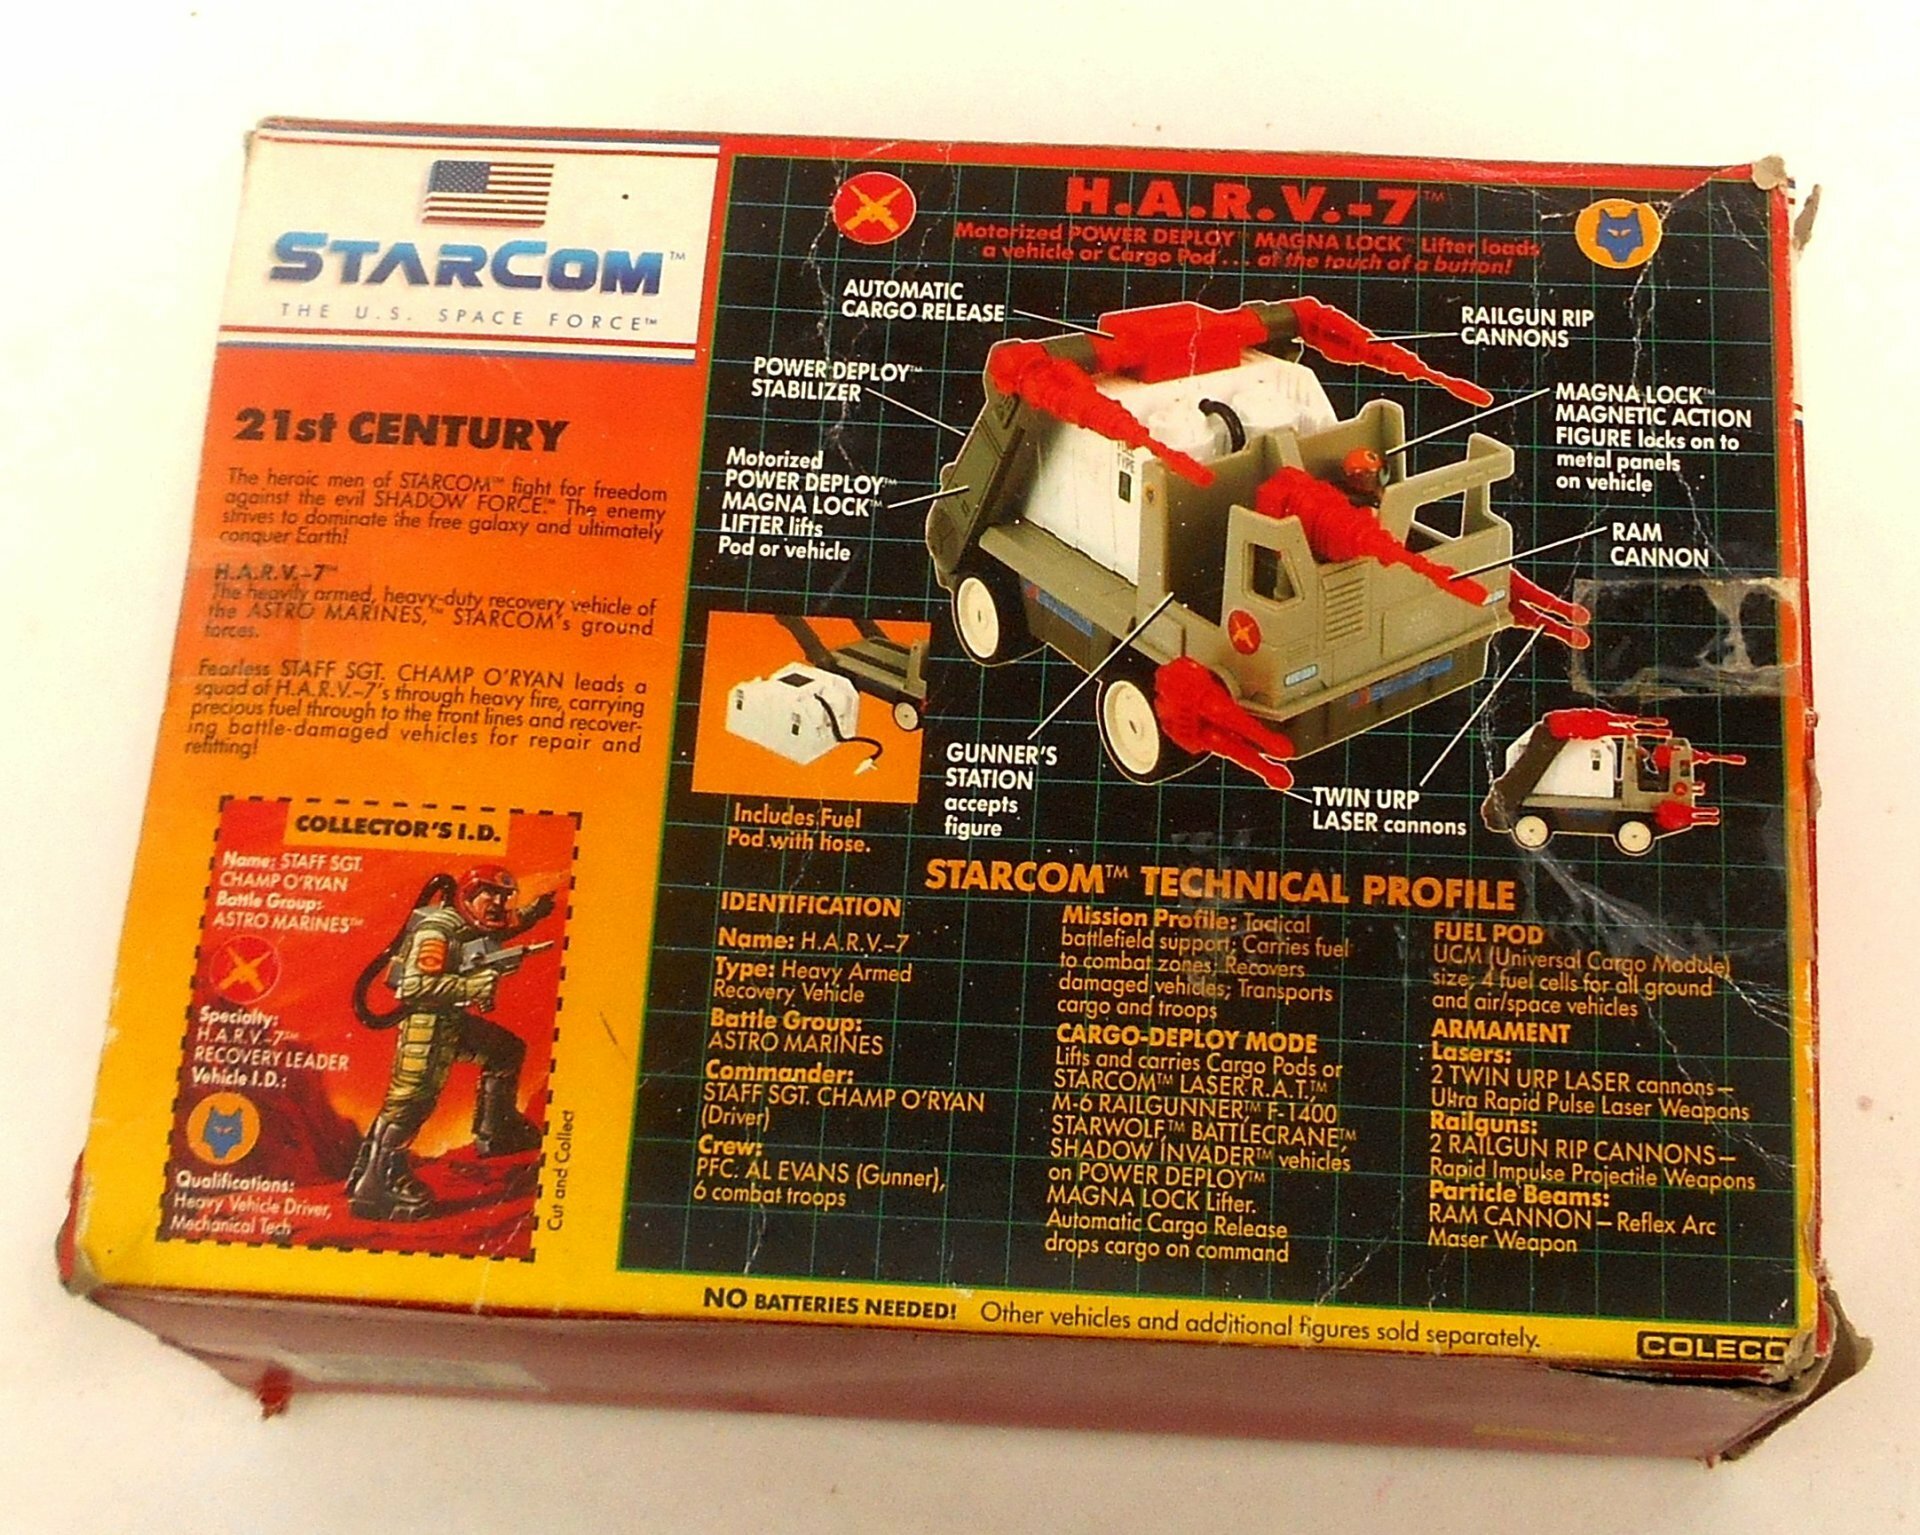 STARCOM™
THE U.S. SPACE FORCE™
21st CENTURY
The heroic men of STARCOM™ fight for freedom
against the evil SHADOW FORCE.™ The enemy
strives to dominate the free galaxy and ultimately
conquer Earth!
H.A.R.V.-7™
The heavily armed, heavy-duty recovery vehicle of
the ASTRO MARINES,™ STARCOM's ground
forces.
Fearless STAFF SGT. CHAMP O'RYAN leads a
squad of H.A.R.V.-7's through heavy fire, carrying
precious fuel through to the front lines and recover-
ing battle-damaged vehicles for repair and
refitting!
COLLECTOR'S I.D.
Name: STAFF SGT.
CHAMP O'RYAN
Battle Group:
ASTRO MARINES™
Specialty:
H.A.R.V.-7™
RECOVERY LEADER
Vehicle I.D.:
Qualifications:
Heavy Vehicle Driver,
Mechanical Tech
Cut and Collect
H.A.R.V.-7™
Motorized POWER DEPLOY™ MAGNA LOCK™ Lifter loads
a vehicle or Cargo Pod... at the touch of a button!
AUTOMATIC
CARGO RELEASE
POWER DEPLOY™
STABILIZER
Motorized
POWER DEPLOY™
MAGNA LOCK™
LIFTER lifts
Pod or vehicle
RAILGUN RIP
CANNONS
MAGNA LOCK™
MAGNETIC ACTION
FIGURE locks on to
metal panels
on vehicle
RAM
CANNON
GUNNER'S
STATION
accepts
figure
TWIN URP
LASER cannons
TYPE
STARCOM
STARCOM
Includes Fuel
Pod with hose.
STARCOM™ TECHNICAL PROFILE
IDENTIFICATION
Name: H.A.R.V.-7
Type: Heavy Armed
Recovery Vehicle
Battle Group:
ASTRO MARINES
Commander:
STAFF SGT. CHAMP O'RYAN
(Driver)
Crew:
PFC. AL EVANS (Gunner),
6 combat troops
Mission Profile: Tactical
battlefield support; Carries fuel
to combat zones; Recovers
damaged vehicles; Transports
cargo and troops
CARGO-DEPLOY MODE
Lifts and carries Cargo Pods or
STARCOM™ LASER R.A.T.,™
M-6 RAILGUNNER™ F-1400
STARWOLF,™ BATTLECRANE,™
SHADOW INVADER™ vehicles
on POWER DEPLOY™
MAGNA LOCK Lifter.
Automatic Cargo Release
drops cargo on command
FUEL POD
UCM (Universal Cargo Module)
size; 4 fuel cells for all ground
and air/space vehicles
ARMAMENT
Lasers:
2 TWIN URP LASER cannons—
Ultra Rapid Pulse Laser Weapons
Railguns:
2 RAILGUN RIP CANNONS—
Rapid Impulse Projectile Weapons
Particle Beams:
RAM CANNON—Reflex Arc
Maser Weapon
NO BATTERIES NEEDED! Other vehicles and additional figures sold separately.
COLECO